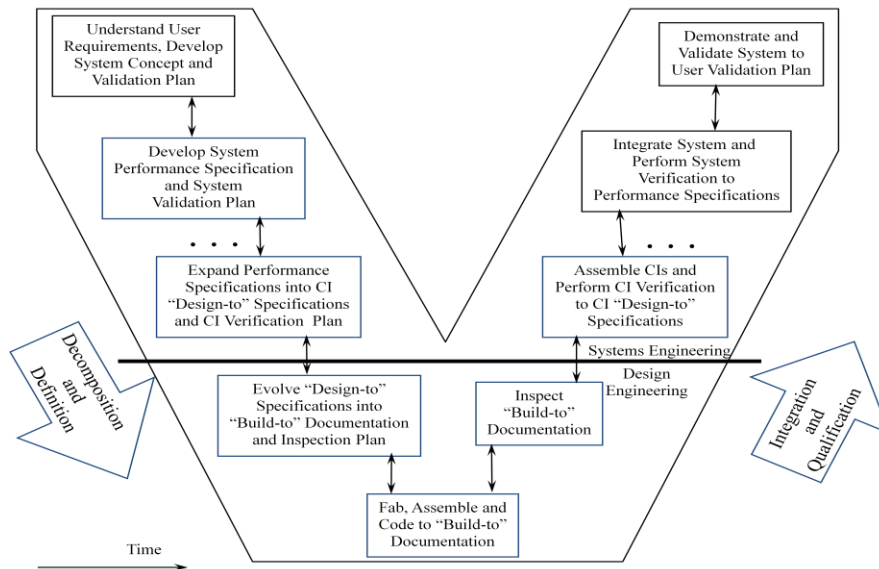 Understand User
Requirements, Develop
System Concept and
Validation Plan
Demonstrate and
Validate System to
User Validation Plan
Develop System
Performance Specification
and System
Validation Plan
Integrate System and
Perform System
Verification to
Performance Specifications
. . .
. . .
Expand Performance
Specifications into CI
“Design-to” Specifications
and CI Verification Plan
Assemble CIs and
Perform CI Verification
to CI “Design-to”
Specifications
Decomposition
and
Definition
Systems Engineering
Design
Engineering
Evolve “Design-to”
Specifications into
“Build-to” Documentation
and Inspection Plan
Inspect
“Build-to”
Documentation
Integration
and
Qualification
Fab, Assemble and
Code to “Build-to”
Documentation
Time